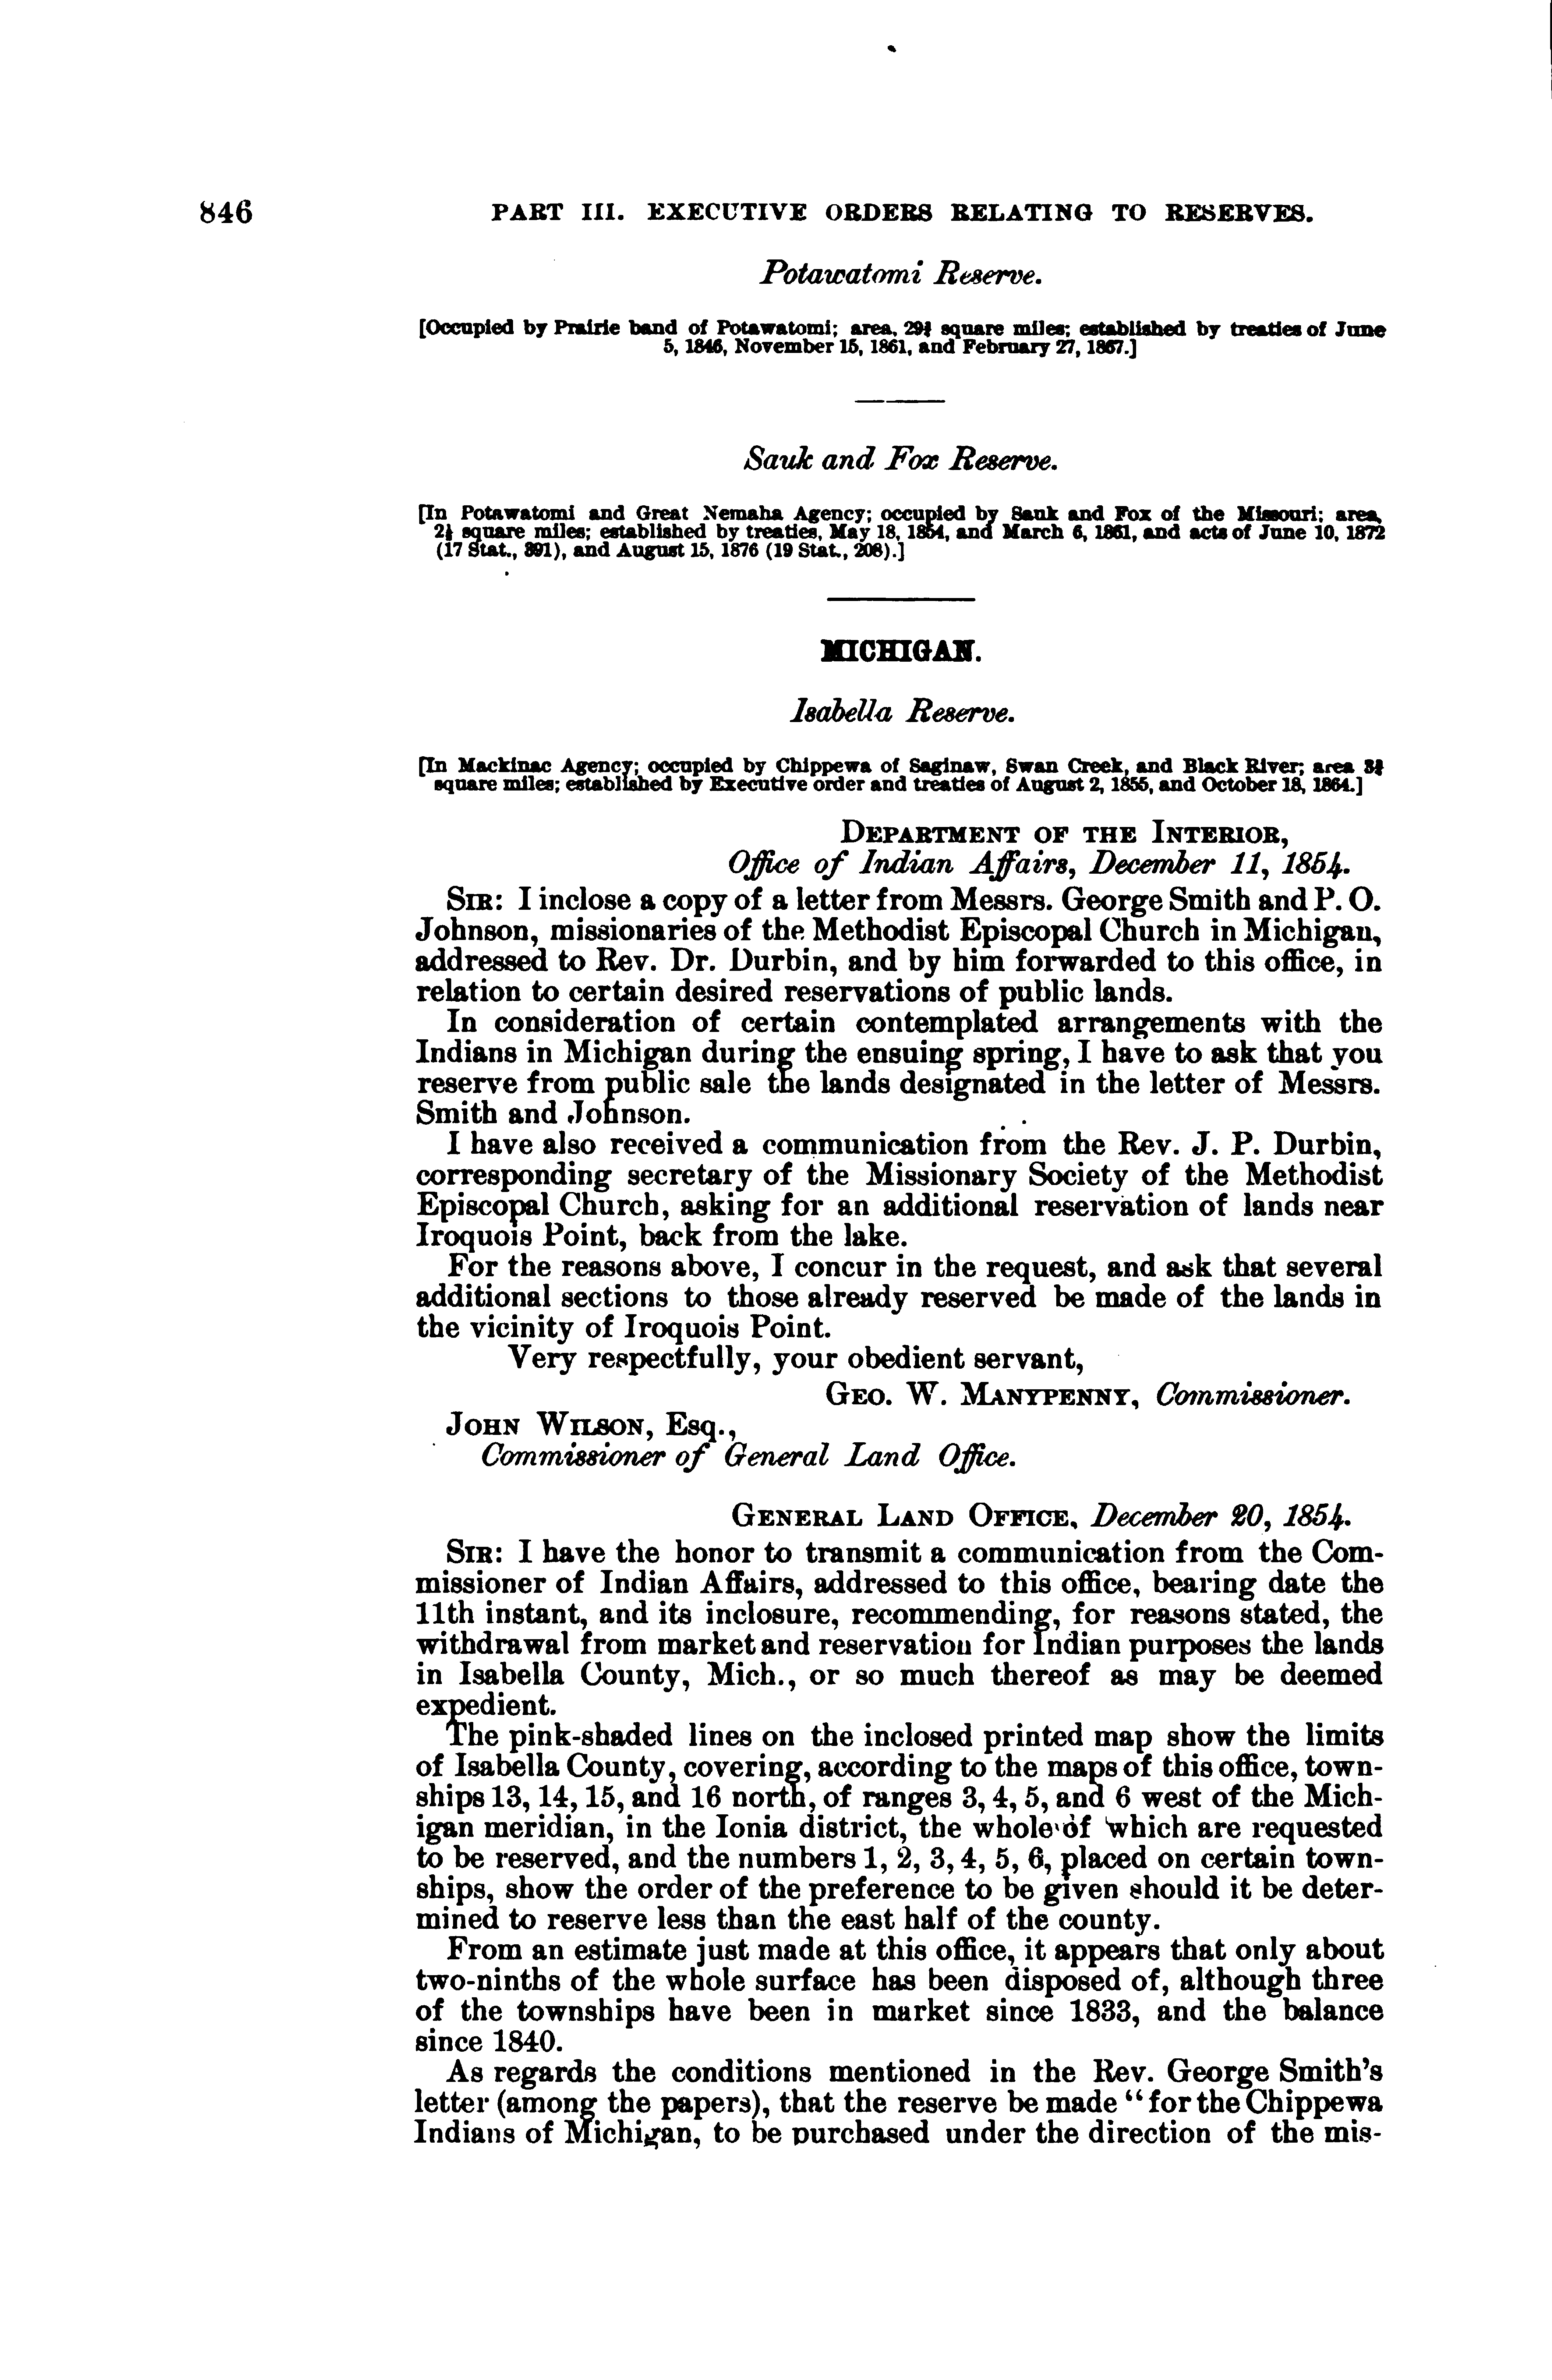 846 PART III. EXECUTIVE ORDERS RELATING TO RESERVES.
Potawatomi Reserve.
[Occupied by Prairie band of Potawatomi; area, square miles; established by treaties of June
5, 1846, November 15, 1861, and February 27, 1867.]
Sauk and Fox Reserve.
[In Potawatomi and Great Nemaha Agency; occupied by Sauk and Fox of the Missouri; area,
square miles; established by treaties, May 18, 1854, and March 6, 1861, and acts of June 10, 1872
(17 Stat., 391), and August 15, 1876 (19 Stat., 208).]
MICHIGAN.
Isabella Reserve.
[In Mackinac Agency; occupied by Chippewa of Saginaw, Swan Creek, and Black River; area
square miles; established by Executive order and treaties of August 2, 1855, and October 18, 1864.]
DEPARTMENT OF THE INTERIOR,
Office of Indian Affairs, December 11, 1854.
SIR: I inclose a copy of a letter from Messrs. George Smith and P. O.
Johnson, missionaries of the Methodist Episcopal Church in Michigan,
addressed to Rev. Dr. Durbin, and by him forwarded to this office, in
relation to certain desired reservations of public lands.
In consideration of certain contemplated arrangements with the
Indians in Michigan during the ensuing spring, I have to ask that you
reserve from public sale the lands designated in the letter of Messrs.
Smith and Johnson.
I have also received a communication from the Rev. J. P. Durbin,
corresponding secretary of the Missionary Society of the Methodist
Episcopal Church, asking for an additional reservation of lands near
Iroquois Point, back from the lake.
For the reasons above, I concur in the request, and ask that several
additional sections to those already reserved be made of the lands in
the vicinity of Iroquois Point.
Very respectfully, your obedient servant,
GEO. W. MANYPENNY, Commissioner.
JOHN WILSON, Esq.,
Commissioner of General Land Office.
GENERAL LAND OFFICE, December 20, 1854.
SIR: I have the honor to transmit a communication from the Com-
missioner of Indian Affairs, addressed to this office, bearing date the
11th instant, and its inclosure, recommending, for reasons stated, the
withdrawal from market and reservation for Indian purposes the lands
in Isabella County, Mich., or so much thereof as may be deemed
expedient.
The pink-shaded lines on the inclosed printed map show the limits
of Isabella County, covering, according to the maps of this office, town-
ships 13, 14, 15, and 16 north, of ranges 3, 4, 5, and 6 west of the Mich-
igan meridian, in the Ionia district, the whole of which are requested
to be reserved, and the numbers 1, 2, 3, 4, 5, 6, placed on certain town-
ships, show the order of the preference to be given should it be deter-
mined to reserve less than the east half of the county.
From an estimate just made at this office, it appears that only about
two-ninths of the whole surface has been disposed of, although three
of the townships have been in market since 1833, and the balance
since 1840.
As regards the conditions mentioned in the Rev. George Smith's
letter (among the papers), that the reserve be made "for the Chippewa
Indians of Michigan, to be purchased under the direction of the mis-